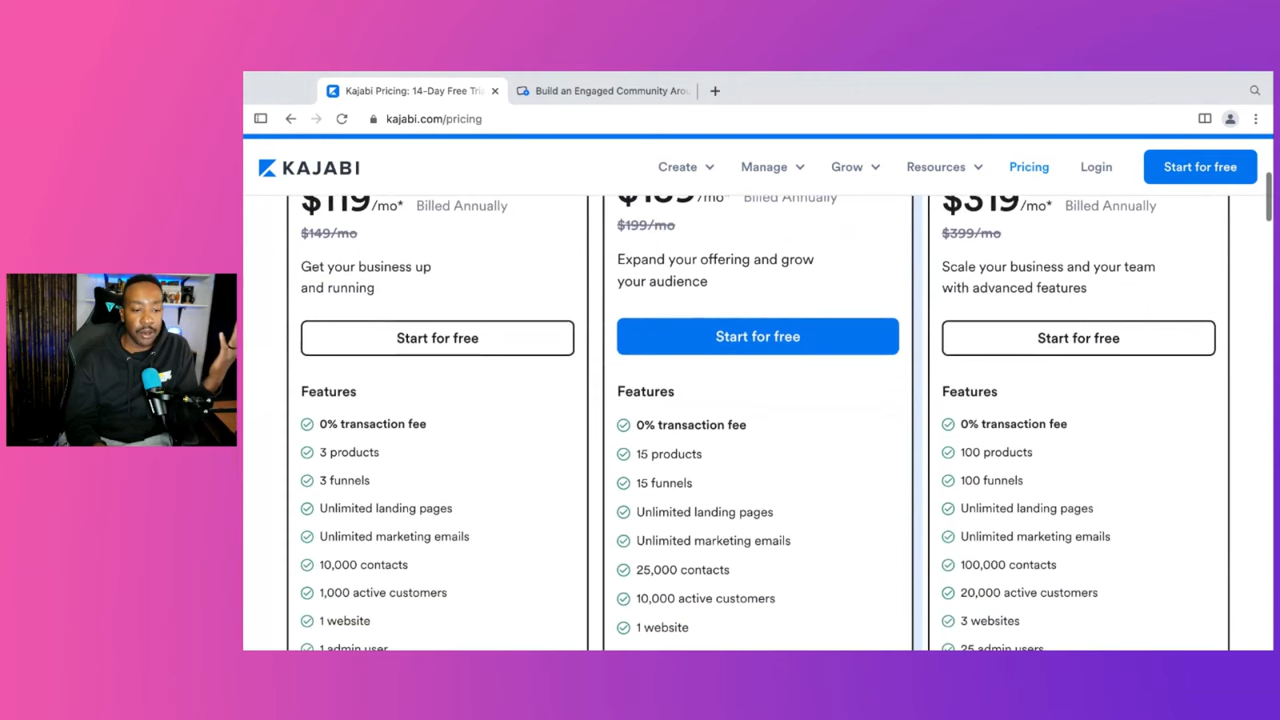 Kajabi Pricing: 14-Day Free Tria
Build an Engaged Community Arou
kajabi.com/pricing
KAJABI
Create
Manage
Grow
Resources
Pricing
Login
Start for free
$119/mo* Billed Annually
$149/mo
Get your business up
and running
Start for free
Features
0% transaction fee
3 products
3 funnels
Unlimited landing pages
Unlimited marketing emails
10,000 contacts
1,000 active customers
1 website
1 admin user
/mo* Billed Annually
$199/mo
Expand your offering and grow
your audience
Start for free
Features
0% transaction fee
15 products
15 funnels
Unlimited landing pages
Unlimited marketing emails
25,000 contacts
10,000 active customers
1 website
$319/mo* Billed Annually
$399/mo
Scale your business and your team
with advanced features
Start for free
Features
0% transaction fee
100 products
100 funnels
Unlimited landing pages
Unlimited marketing emails
100,000 contacts
20,000 active customers
3 websites
25 admin users